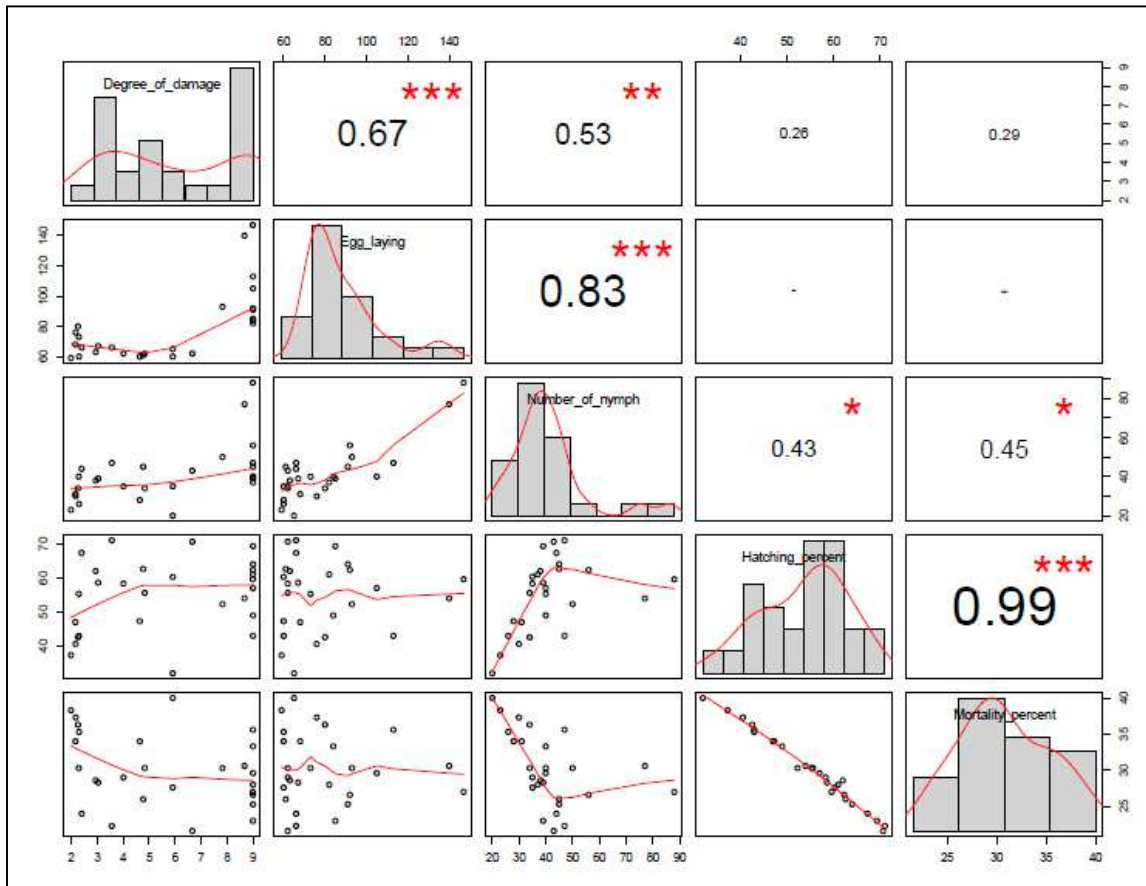 60 80 100 120 140
40 50 60 70
Degree_of_damage
***
0.67
**
0.53
0.26
0.29
2 3 4 5 6 7 8 9
60 80 100 120 140
Egg_laying
***
0.83
-
-
Number_of_nymph
*
0.43
*
0.45
20 40 60 80
40 50 60 70
Hatching_percent
***
0.99
Mortality_percent
25 30 35 40
2 3 4 5 6 7 8 9
20 30 40 50 60 70 80 90
25 30 35 40